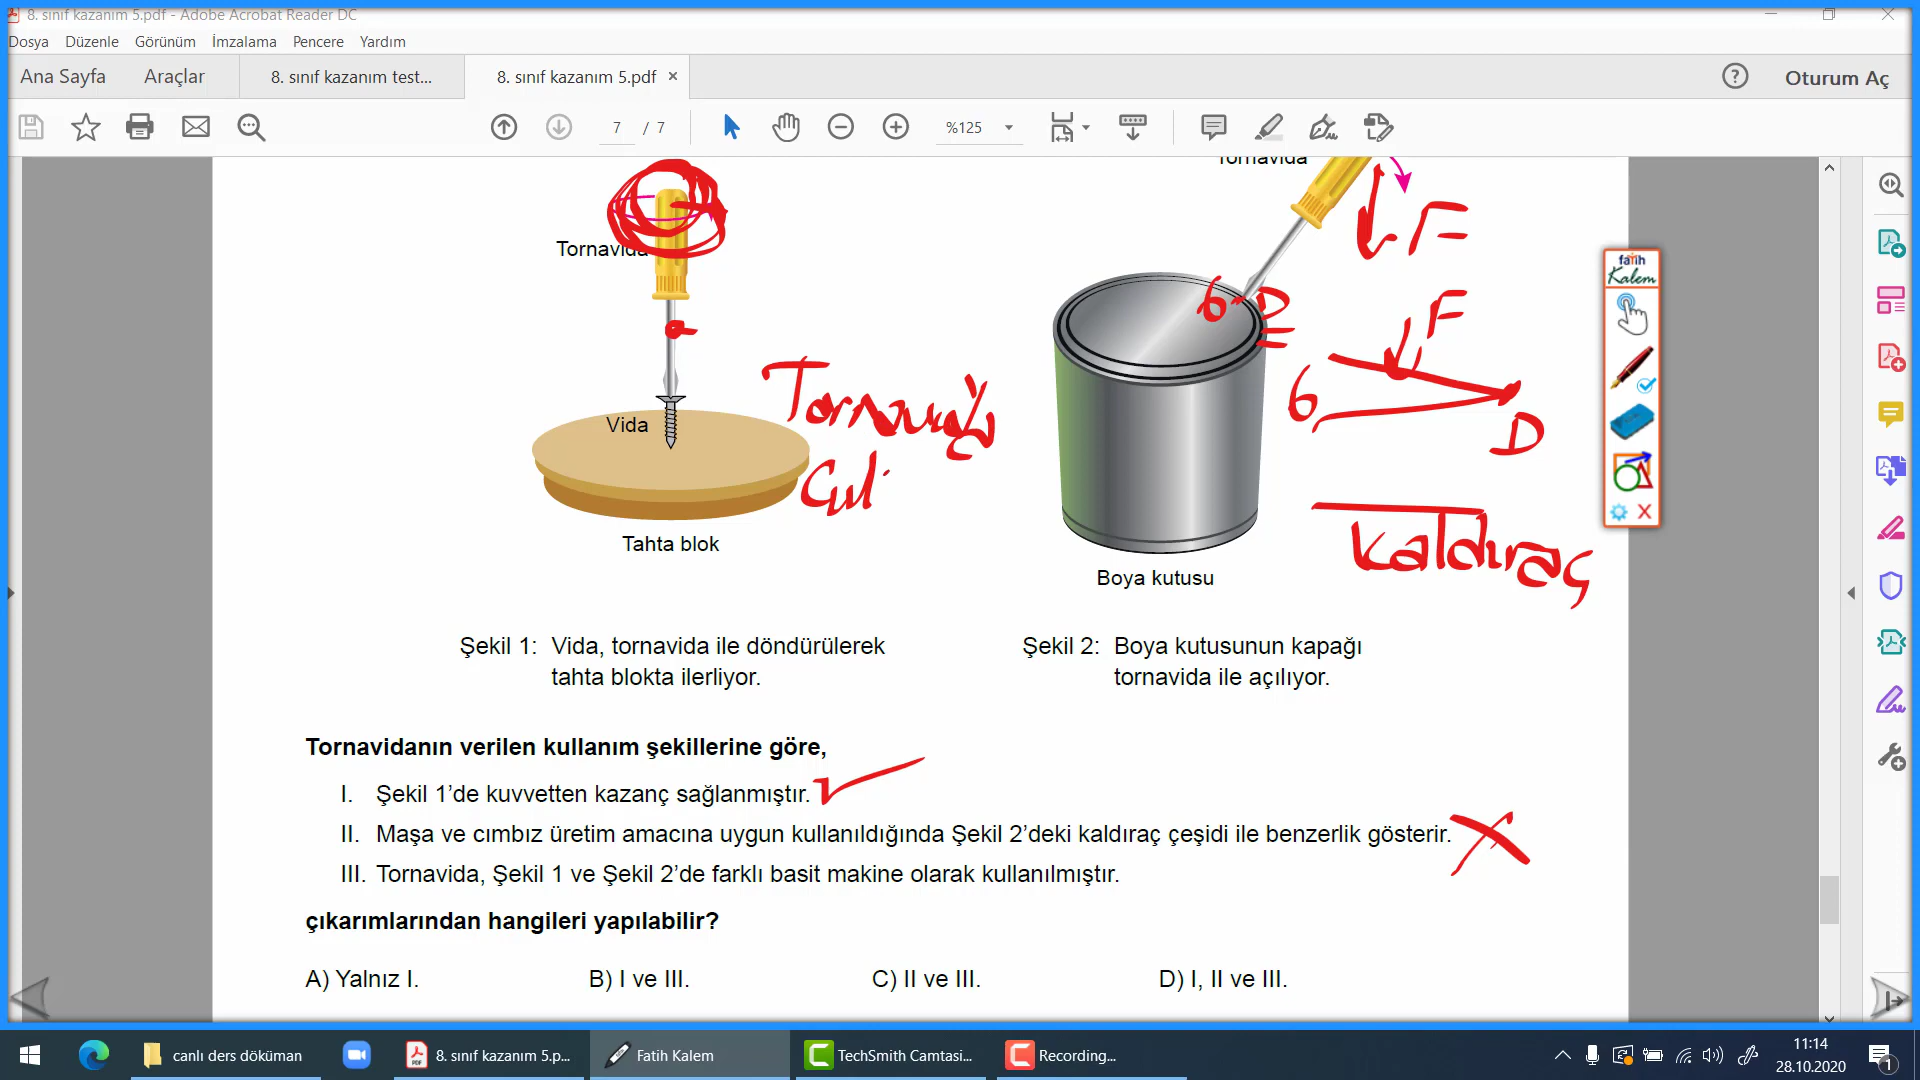 8. sınıf kazanım 5.pdf - Adobe Acrobat Reader DC
Dosya Düzenle Görünüm İmzalama Pencere Yardım
Ana Sayfa Araçlar 8. sınıf kazanım test... 8. sınıf kazanım 5.pdf × ? Oturum Aç
7 / 7 %125
Tornavida
F
Tornavida
fatih
Kalem
G D
F
G
D
Vida
Tahta blok
Kaldıraç
Boya kutusu
Şekil 1: Vida, tornavida ile döndürülerek
tahta blokta ilerliyor.
Şekil 2: Boya kutusunun kapağı
tornavida ile açılıyor.
Tornavidanın verilen kullanım şekillerine göre,
I. Şekil 1’de kuvvetten kazanç sağlanmıştır.
II. Maşa ve cımbız üretim amacına uygun kullanıldığında Şekil 2’deki kaldıraç çeşidi ile benzerlik gösterir.
III. Tornavida, Şekil 1 ve Şekil 2’de farklı basit makine olarak kullanılmıştır.
çıkarımlarından hangileri yapılabilir?
A) Yalnız I. B) I ve III. C) II ve III. D) I, II ve III.
canlı ders döküman 8. sınıf kazanım 5.p... Fatih Kalem TechSmith Camtasi... Recording... 11:14
28.10.2020 1